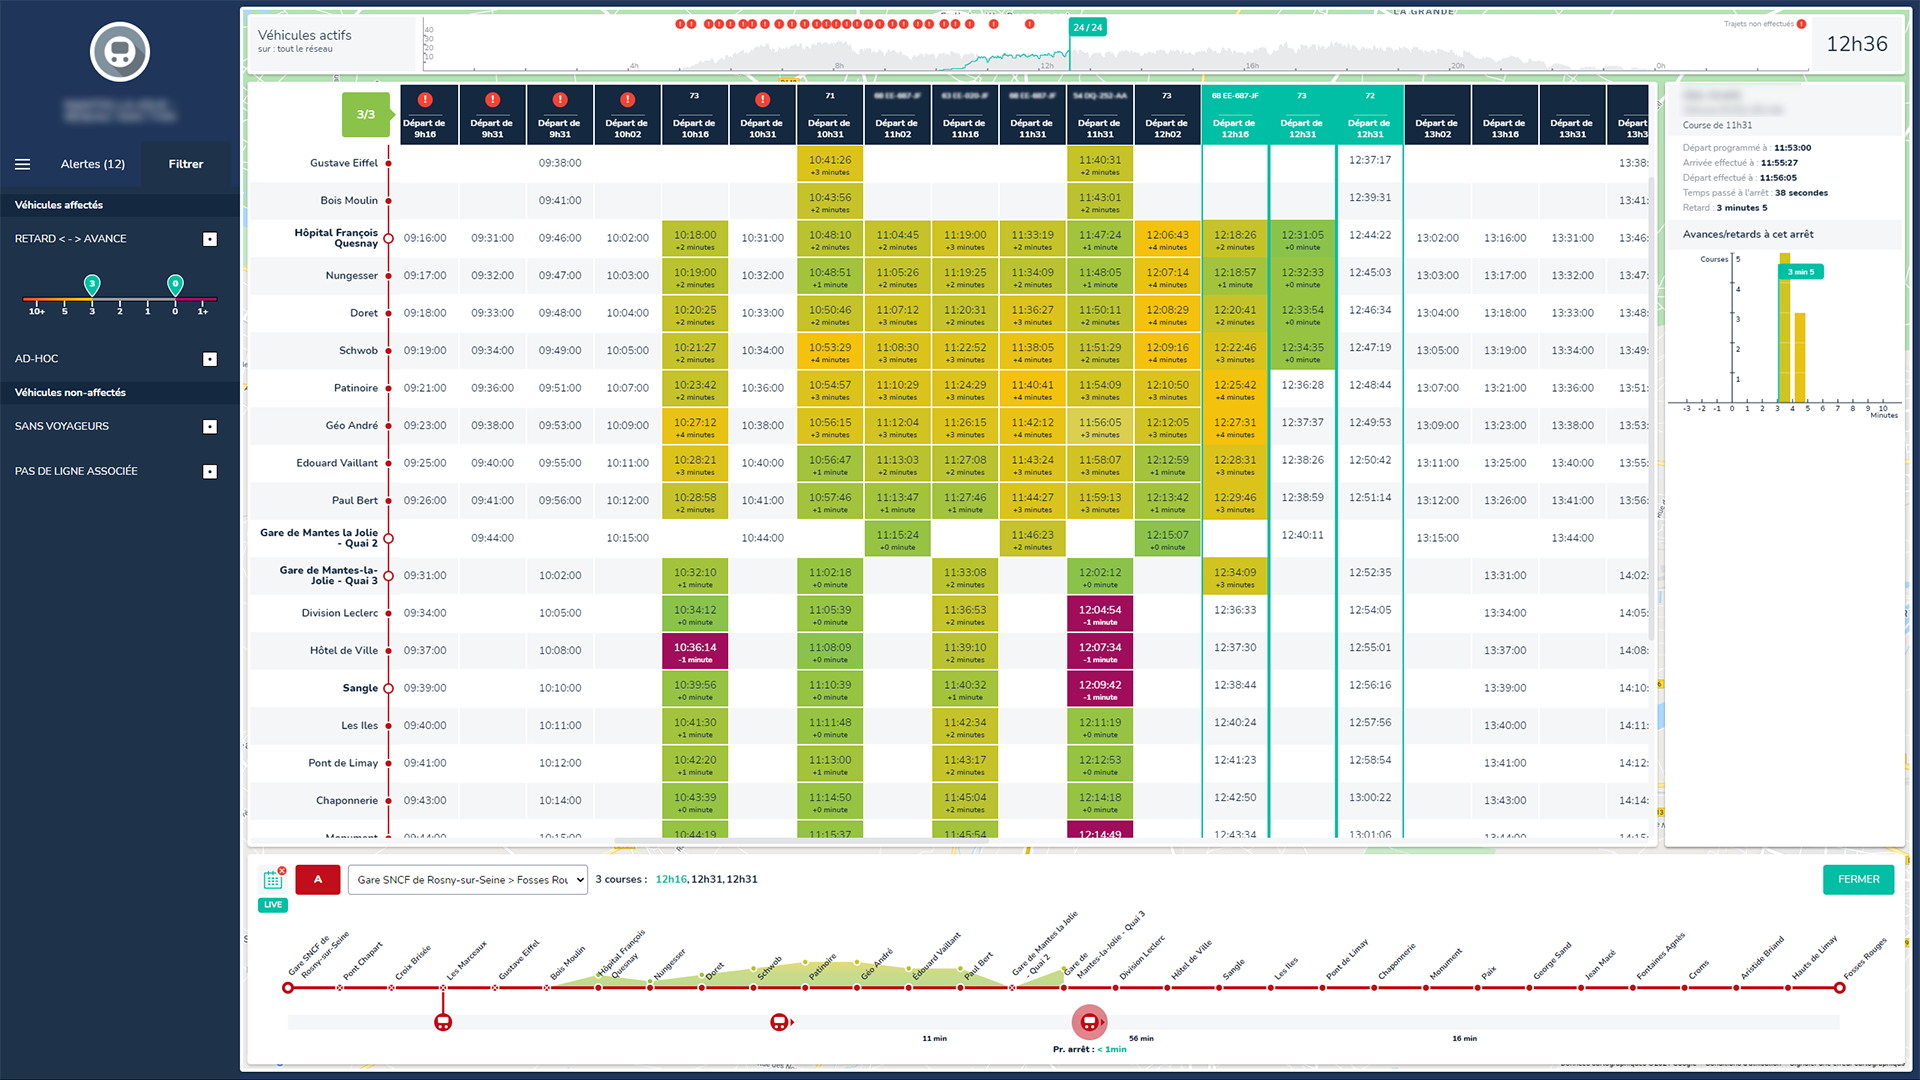 Véhicules actifs
sur : tout le réseau
40
30
20
10
4h
8h
12h
16h
20h
0h
24 / 24
LA GRANDE
Trajets non effectués
12h36
Alertes (12)
Filtrer
Véhicules affectés
RETARD < - > AVANCE
3
0
10+ 5 3 2 1 0 1+
AD-HOC
Véhicules non-affectés
SANS VOYAGEURS
PAS DE LIGNE ASSOCIÉE
3/3
73 71 68 EE-687-JF 63 EE-020-JF 68 EE-687-JF 54 DQ-252-AA 73 68 EE-687-JF 73 72
Départ de 9h16
Départ de 9h31
Départ de 9h31
Départ de 10h02
Départ de 10h16
Départ de 10h31
Départ de 10h31
Départ de 11h02
Départ de 11h16
Départ de 11h31
Départ de 11h31
Départ de 12h02
Départ de 12h16
Départ de 12h31
Départ de 12h31
Départ de 13h02
Départ de 13h16
Départ de 13h31
Départ 13h3
Gustave Eiffel 09:38:00 10:41:26 11:40:31 12:37:17 13:38:
+3 minutes +2 minutes
Bois Moulin 09:41:00 10:43:56 11:43:01 12:39:31 13:41:
+2 minutes +2 minutes
Hôpital François Quesnay 09:16:00 09:31:00 09:46:00 10:02:00 10:18:00 10:31:00 10:48:10 11:04:45 11:19:00 11:33:19 11:47:24 12:06:43 12:18:26 12:31:05 12:44:22 13:02:00 13:16:00 13:31:00 13:46:
+2 minutes +2 minutes +2 minutes +3 minutes +2 minutes +1 minute +4 minutes +2 minutes +0 minute
Nungesser 09:17:00 09:32:00 09:47:00 10:03:00 10:19:00 10:32:00 10:48:51 11:05:26 11:19:25 11:34:09 11:48:05 12:07:14 12:18:57 12:32:33 12:45:03 13:03:00 13:17:00 13:32:00 13:47:
+2 minutes +1 minute +2 minutes +2 minutes +2 minutes +1 minute +4 minutes +1 minute +0 minute
Doret 09:18:00 09:33:00 09:48:00 10:04:00 10:20:25 10:33:00 10:50:46 11:07:12 11:20:31 11:36:27 11:50:11 12:08:29 12:20:41 12:33:54 12:46:34 13:04:00 13:18:00 13:33:00 13:48:
+2 minutes +2 minutes +3 minutes +2 minutes +3 minutes +2 minutes +4 minutes +2 minutes +0 minute
Schwob 09:19:00 09:34:00 09:49:00 10:05:00 10:21:27 10:34:00 10:53:29 11:08:30 11:22:52 11:38:05 11:51:29 12:09:16 12:22:46 12:34:35 12:47:19 13:05:00 13:19:00 13:34:00 13:49:
+2 minutes +4 minutes +3 minutes +3 minutes +4 minutes +2 minutes +4 minutes +3 minutes +0 minute
Patinoire 09:21:00 09:36:00 09:51:00 10:07:00 10:23:42 10:36:00 10:54:57 11:10:29 11:24:29 11:40:41 11:54:09 12:10:50 12:25:42 12:36:28 12:48:44 13:07:00 13:21:00 13:36:00 13:51:
+2 minutes +3 minutes +3 minutes +3 minutes +4 minutes +3 minutes +3 minutes +4 minutes
Géo André 09:23:00 09:38:00 09:53:00 10:09:00 10:27:12 10:38:00 10:56:15 11:12:04 11:26:15 11:42:12 11:56:05 12:12:05 12:27:31 12:37:37 12:49:53 13:09:00 13:23:00 13:38:00 13:53:
+4 minutes +3 minutes +3 minutes +3 minutes +4 minutes +3 minutes +3 minutes +4 minutes
Edouard Vaillant 09:25:00 09:40:00 09:55:00 10:11:00 10:28:21 10:40:00 10:56:47 11:13:03 11:27:08 11:43:24 11:58:07 12:12:59 12:28:31 12:38:26 12:50:42 13:11:00 13:25:00 13:40:00 13:55:
+3 minutes +1 minute +2 minutes +2 minutes +3 minutes +3 minutes +1 minute +3 minutes
Paul Bert 09:26:00 09:41:00 09:56:00 10:12:00 10:28:58 10:41:00 10:57:46 11:13:47 11:27:46 11:44:27 11:59:13 12:13:42 12:29:46 12:38:59 12:51:14 13:12:00 13:26:00 13:41:00 13:56:
+2 minutes +1 minute +1 minute +1 minute +3 minutes +3 minutes +1 minute +3 minutes
Gare de Mantes la Jolie - Quai 2 09:44:00 10:15:00 10:44:00 11:15:24 11:46:23 12:15:07 12:40:11 13:15:00 13:44:00
+0 minute +2 minutes +0 minute
Gare de Mantes-la-Jolie - Quai 3 09:31:00 10:02:00 10:32:10 11:02:18 11:33:08 12:02:12 12:34:09 12:52:35 13:31:00 14:02:
+1 minute +0 minute +2 minutes +0 minute +3 minutes
Division Leclerc 09:34:00 10:05:00 10:34:12 11:05:39 11:36:53 12:04:54 12:36:33 12:54:05 13:34:00 14:05:
+0 minute +0 minute +2 minutes -1 minute
Hôtel de Ville 09:37:00 10:08:00 10:36:14 11:08:09 11:39:10 12:07:34 12:37:30 12:55:01 13:37:00 14:08:
-1 minute +0 minute +2 minutes -1 minute
Sangle 09:39:00 10:10:00 10:39:56 11:10:39 11:40:32 12:09:42 12:38:44 12:56:16 13:39:00 14:10:
+0 minute +0 minute +1 minute -1 minute
Les Iles 09:40:00 10:11:00 10:41:30 11:11:48 11:42:34 12:11:19 12:40:24 12:57:56 13:40:00 14:11:
+1 minute +0 minute +2 minutes +0 minute
Pont de Limay 09:41:00 10:12:00 10:42:20 11:13:00 11:43:17 12:12:53 12:41:23 12:58:54 13:41:00 14:12:
+1 minute +1 minute +2 minutes +0 minute
Chaponnerie 09:43:00 10:14:00 10:43:39 11:14:50 11:45:04 12:14:18 12:42:50 13:00:22 13:43:00 14:14:
+0 minute +0 minute +2 minutes +0 minute
Monument 09:44:00 10:15:00 10:44:19 11:15:37 11:45:54 12:14:49 12:43:34 13:01:06 13:44:00 14:15:
Course de 11h31
Départ programmé à : 11:53:00
Arrivée effectué à : 11:55:27
Départ effectué à : 11:56:05
Temps passé à l'arrêt : 38 secondes
Retard : 3 minutes 5
Avances/retards à cet arrêt
Courses
5
4
3
2
1
3 min 5
-3 -2 -1 0 1 2 3 4 5 6 7 8 9 10
Minutes
LIVE
A
Gare SNCF de Rosny-sur-Seine > Fosses Rou
3 courses : 12h16, 12h31, 12h31
FERMER
Gare SNCF de Rosny-sur-Seine
Pont Chapart
Croix Brisée
Les Marceaux
Gustave Eiffel
Bois Moulin
Hôpital François Quesnay
Nungesser
Doret
Schwob
Patinoire
Géo André
Edouard Vaillant
Paul Bert
Gare de Mantes la Jolie - Quai 2
Gare de Mantes-la-Jolie - Quai 3
Division Leclerc
Hôtel de Ville
Sangle
Les Iles
Pont de Limay
Chaponnerie
Monument
Paix
George Sand
Jean Macé
Fontaines Agnès
Croms
Aristide Briand
Hauts de Limay
Fosses Rouges
11 min
56 min
16 min
Pr. arrêt : < 1min